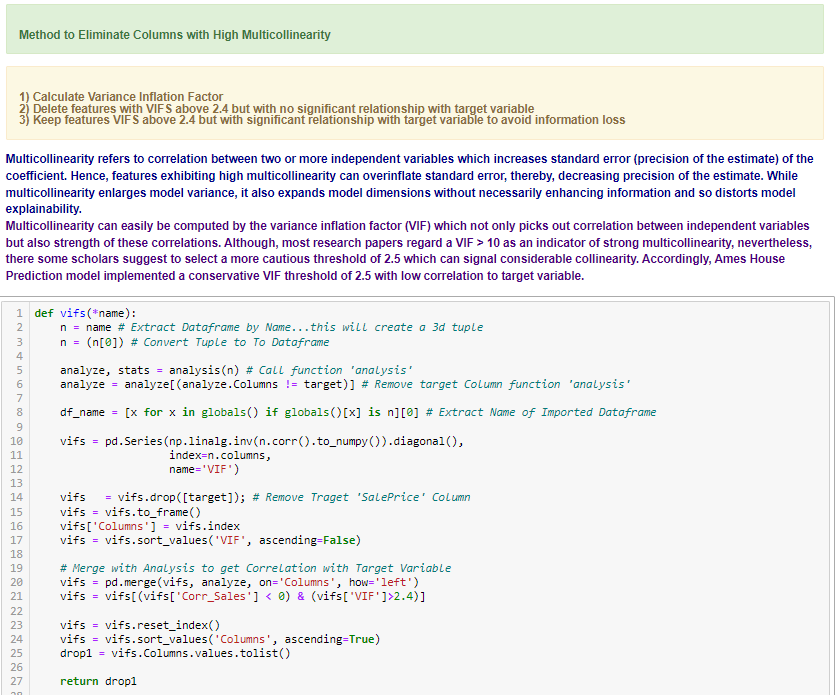 Method to Eliminate Columns with High Multicollinearity
1) Calculate Variance Inflation Factor
2) Delete features with VIFS above 2.4 but with no significant relationship with target variable
3) Keep features VIFS above 2.4 but with significant relationship with target variable to avoid information loss
Multicollinearity refers to correlation between two or more independent variables which increases standard error (precision of the estimate) of the
coefficient. Hence, features exhibiting high multicollinearity can overinflate standard error, thereby, decreasing precision of the estimate. While
multicollinearity enlarges model variance, it also expands model dimensions without necessarily enhancing information and so distorts model
explainability.
Multicollinearity can easily be computed by the variance inflation factor (VIF) which not only picks out correlation between independent variables
but also strength of these correlations. Although, most research papers regard a VIF > 10 as an indicator of strong multicollinearity, nevertheless,
there some scholars suggest to select a more cautious threshold of 2.5 which can signal considerable collinearity. Accordingly, Ames House
Prediction model implemented a conservative VIF threshold of 2.5 with low correlation to target variable.
1 def vifs(*name):
2     n = name # Extract Dataframe by Name...this will create a 3d tuple
3     n = (n[0]) # Convert Tuple to To Dataframe
4
5     analyze, stats = analysis(n) # Call function 'analysis'
6     analyze = analyze[(analyze.Columns != target)] # Remove target Column function 'analysis'
7
8     df_name = [x for x in globals() if globals()[x] is n][0] # Extract Name of Imported Dataframe
9
10     vifs = pd.Series(np.linalg.inv(n.corr().to_numpy()).diagonal(),
11                      index=n.columns,
12                      name='VIF')
13
14     vifs   = vifs.drop([target]); # Remove Traget 'SalePrice' Column
15     vifs = vifs.to_frame()
16     vifs['Columns'] = vifs.index
17     vifs = vifs.sort_values('VIF', ascending=False)
18
19     # Merge with Analysis to get Correlation with Target Variable
20     vifs = pd.merge(vifs, analyze, on='Columns', how='left')
21     vifs = vifs[(vifs['Corr_Sales'] < 0) & (vifs['VIF']>2.4)]
22
23     vifs = vifs.reset_index()
24     vifs = vifs.sort_values('Columns', ascending=True)
25     drop1 = vifs.Columns.values.tolist()
26
27     return drop1